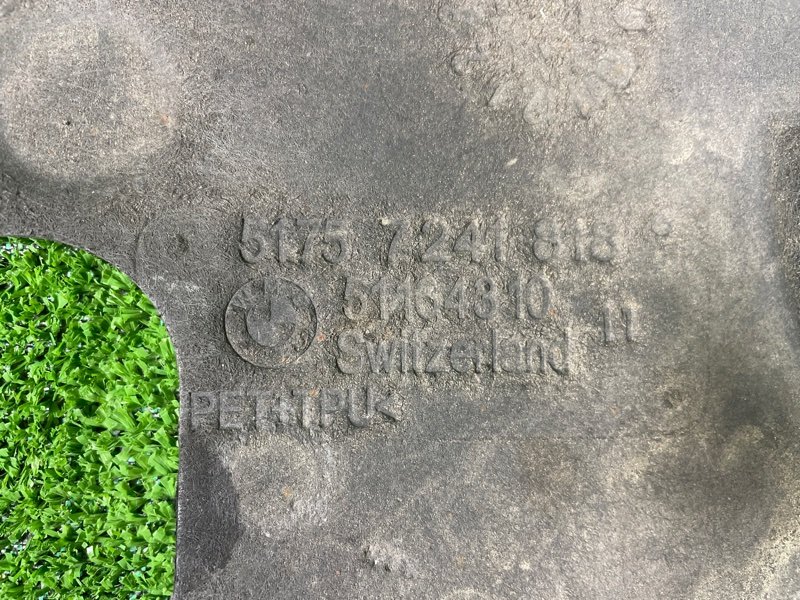 5175 7241 818
51164810
Switzerland 11
PET+TPU<